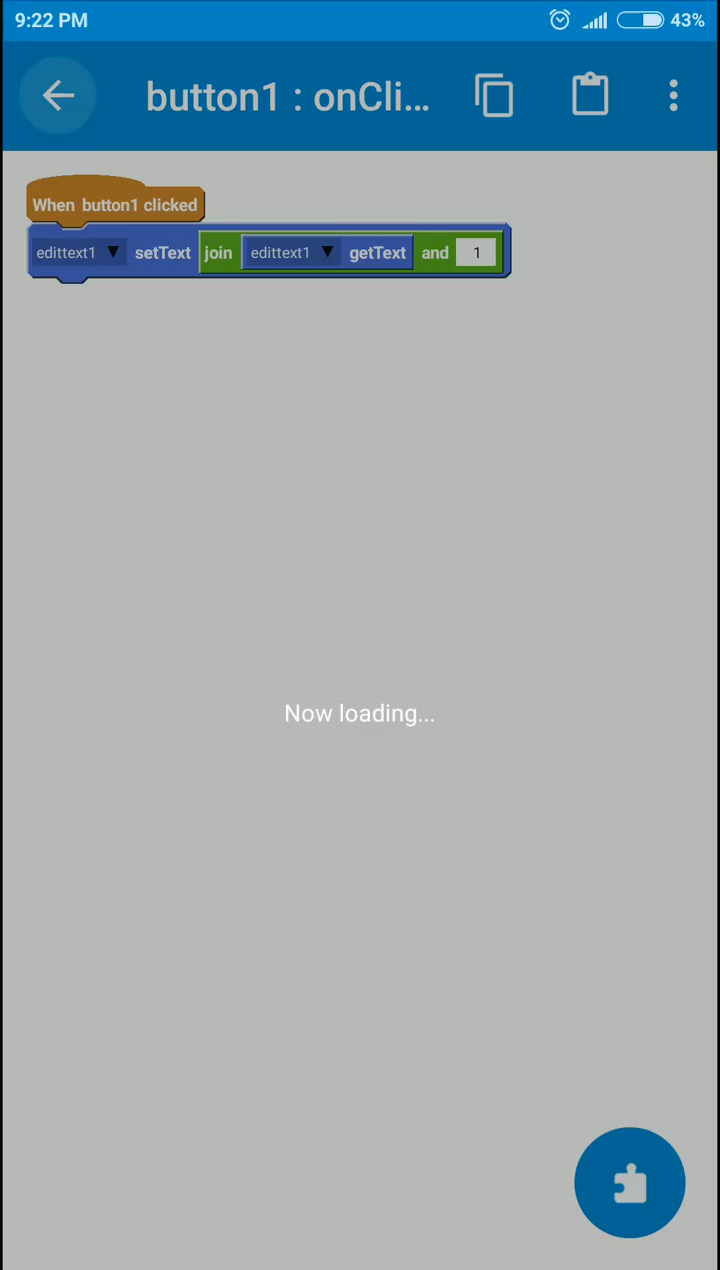 9:22 PM 43%
button1 : onCli...
When button1 clicked
edittext1 ▼ setText join edittext1 ▼ getText and 1
Now loading...